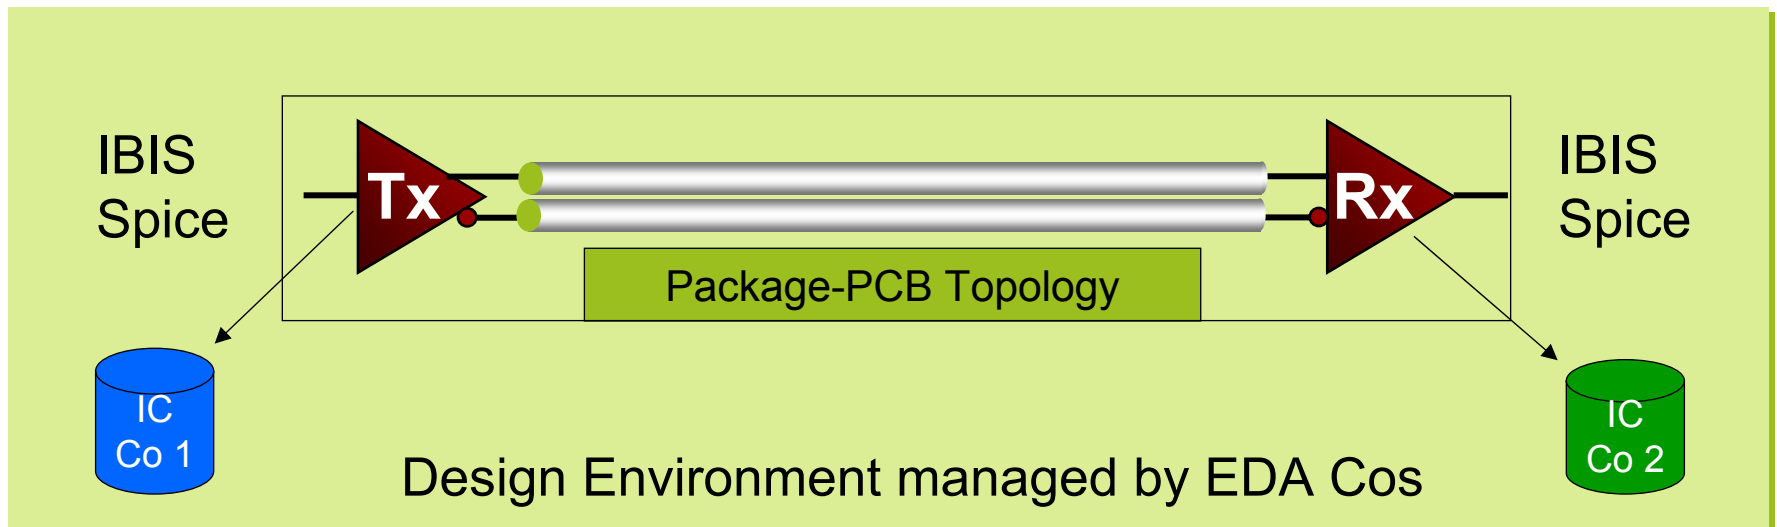 IBIS
Spice
Tx
Rx
IBIS
Spice
Package-PCB Topology
IC
Co 1
IC
Co 2
Design Environment managed by EDA Cos